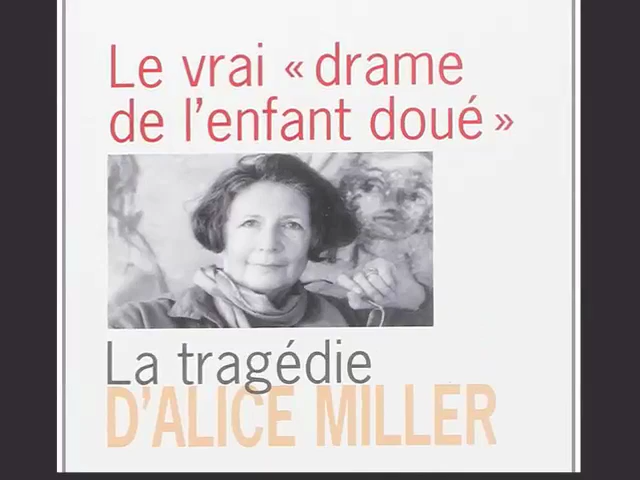 Le vrai « drame
de l'enfant doué »
La tragédie
D'ALICE MILLER